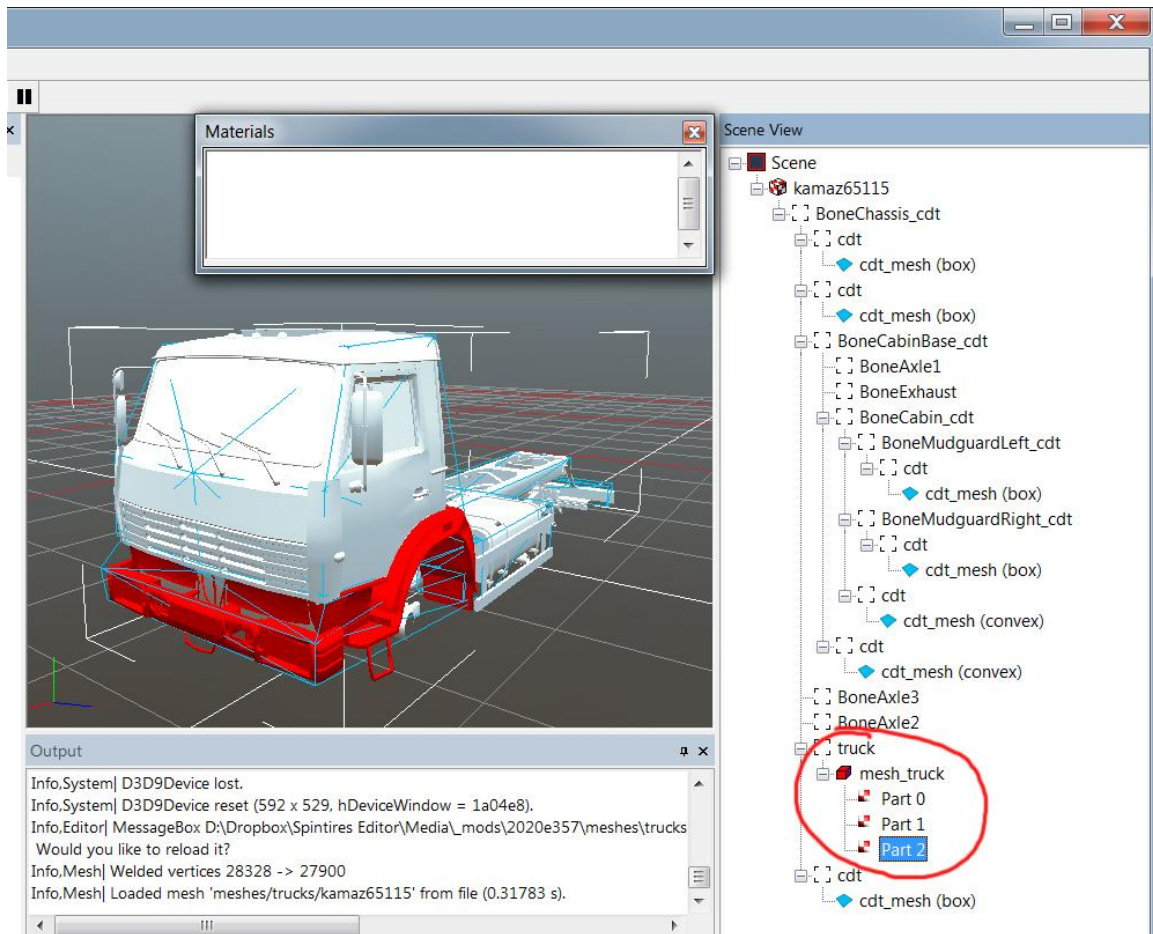 Materials
Scene View
Scene
kamaz65115
BoneChassis_cdt
cdt
cdt_mesh (box)
cdt
cdt_mesh (box)
BoneCabinBase_cdt
BoneAxle1
BoneExhaust
BoneCabin_cdt
BoneMudguardLeft_cdt
cdt
cdt_mesh (box)
BoneMudguardRight_cdt
cdt
cdt_mesh (box)
cdt
cdt_mesh (convex)
cdt
cdt_mesh (convex)
BoneAxle3
BoneAxle2
truck
mesh_truck
Part 0
Part 1
Part 2
cdt
cdt_mesh (box)
Output
Info,System| D3D9Device lost.
Info,System| D3D9Device reset (592 x 529, hDeviceWindow = 1a04e8).
Info,Editor| MessageBox D:\Dropbox\Spintires Editor\Media\_mods\2020e357\meshes\trucks
Would you like to reload it?
Info,Mesh| Welded vertices 28328 -> 27900
Info,Mesh| Loaded mesh 'meshes/trucks/kamaz65115' from file (0.31783 s).